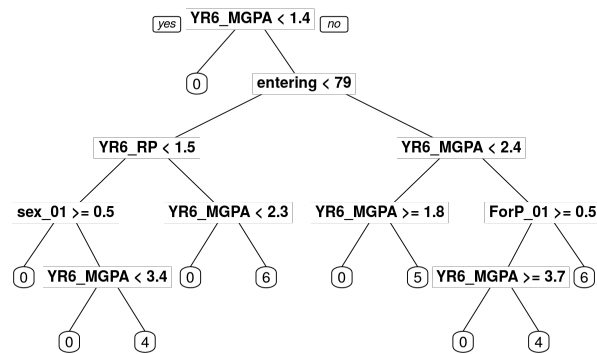 yes YR6_MGPA < 1.4 no
0
entering < 79
YR6_RP < 1.5 YR6_MGPA < 2.4
sex_01 >= 0.5 YR6_MGPA < 2.3 YR6_MGPA >= 1.8 ForP_01 >= 0.5
0 YR6_MGPA < 3.4 0 6 0 5 YR6_MGPA >= 3.7 6
0 4 0 4